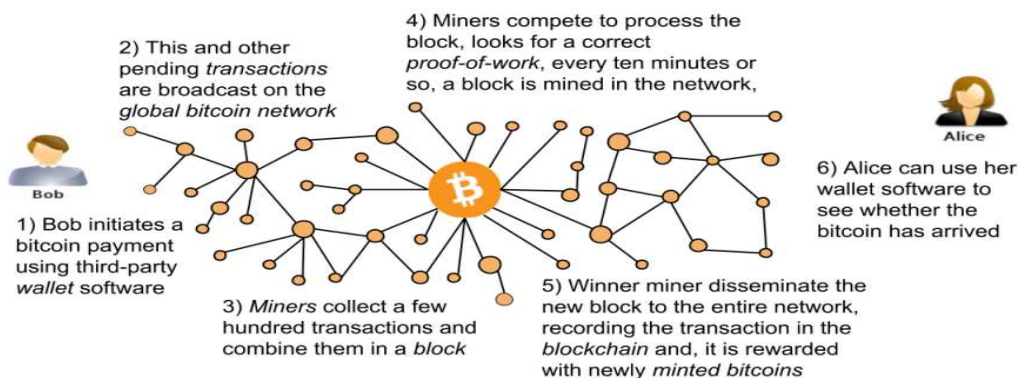 Bob
1) Bob initiates a
bitcoin payment
using third-party
wallet software
2) This and other
pending transactions
are broadcast on the
global bitcoin network
3) Miners collect a few
hundred transactions and
combine them in a block
4) Miners compete to process the
block, looks for a correct
proof-of-work, every ten minutes or
so, a block is mined in the network,
5) Winner miner disseminate the
new block to the entire network,
recording the transaction in the
blockchain and, it is rewarded
with newly minted bitcoins
Alice
6) Alice can use her
wallet software to
see whether the
bitcoin has arrived